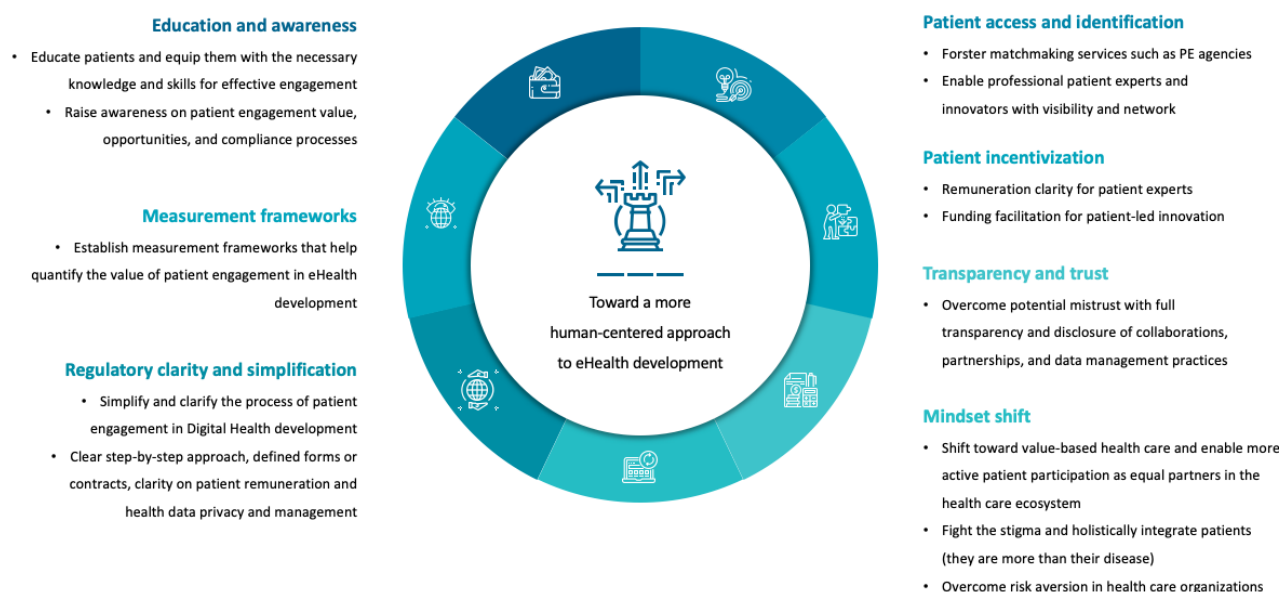 Education and awareness
• Educate patients and equip them with the necessary
knowledge and skills for effective engagement
• Raise awareness on patient engagement value,
opportunities, and compliance processes
Measurement frameworks
• Establish measurement frameworks that help
quantify the value of patient engagement in eHealth
development
Regulatory clarity and simplification
• Simplify and clarify the process of patient
engagement in Digital Health development
• Clear step-by-step approach, defined forms or
contracts, clarity on patient remuneration and
health data privacy and management
Toward a more
human-centered approach
to eHealth development
Patient access and identification
• Forster matchmaking services such as PE agencies
• Enable professional patient experts and
innovators with visibility and network
Patient incentivization
• Remuneration clarity for patient experts
• Funding facilitation for patient-led innovation
Transparency and trust
• Overcome potential mistrust with full
transparency and disclosure of collaborations,
partnerships, and data management practices
Mindset shift
• Shift toward value-based health care and enable more
active patient participation as equal partners in the
health care ecosystem
• Fight the stigma and holistically integrate patients
(they are more than their disease)
• Overcome risk aversion in health care organizations